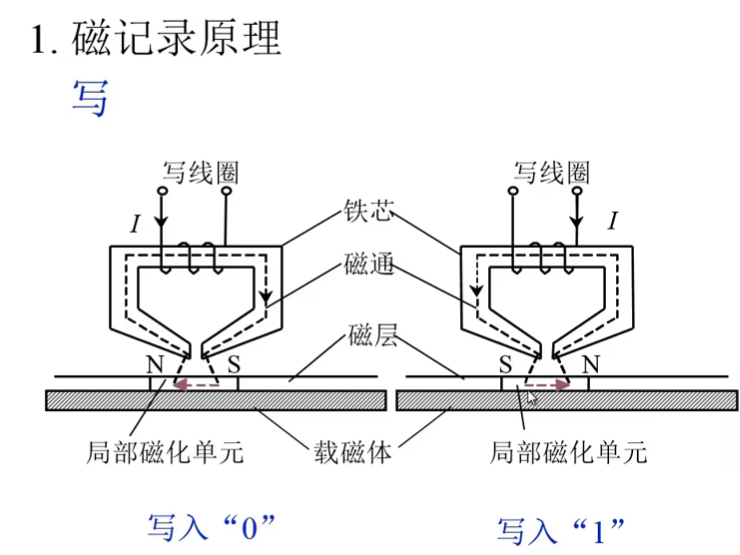 1. 磁记录原理
写
写线圈 写线圈
I 铁芯 I
磁通
磁层
N S S N
局部磁化单元 载磁体 局部磁化单元
写入“0” 写入“1”